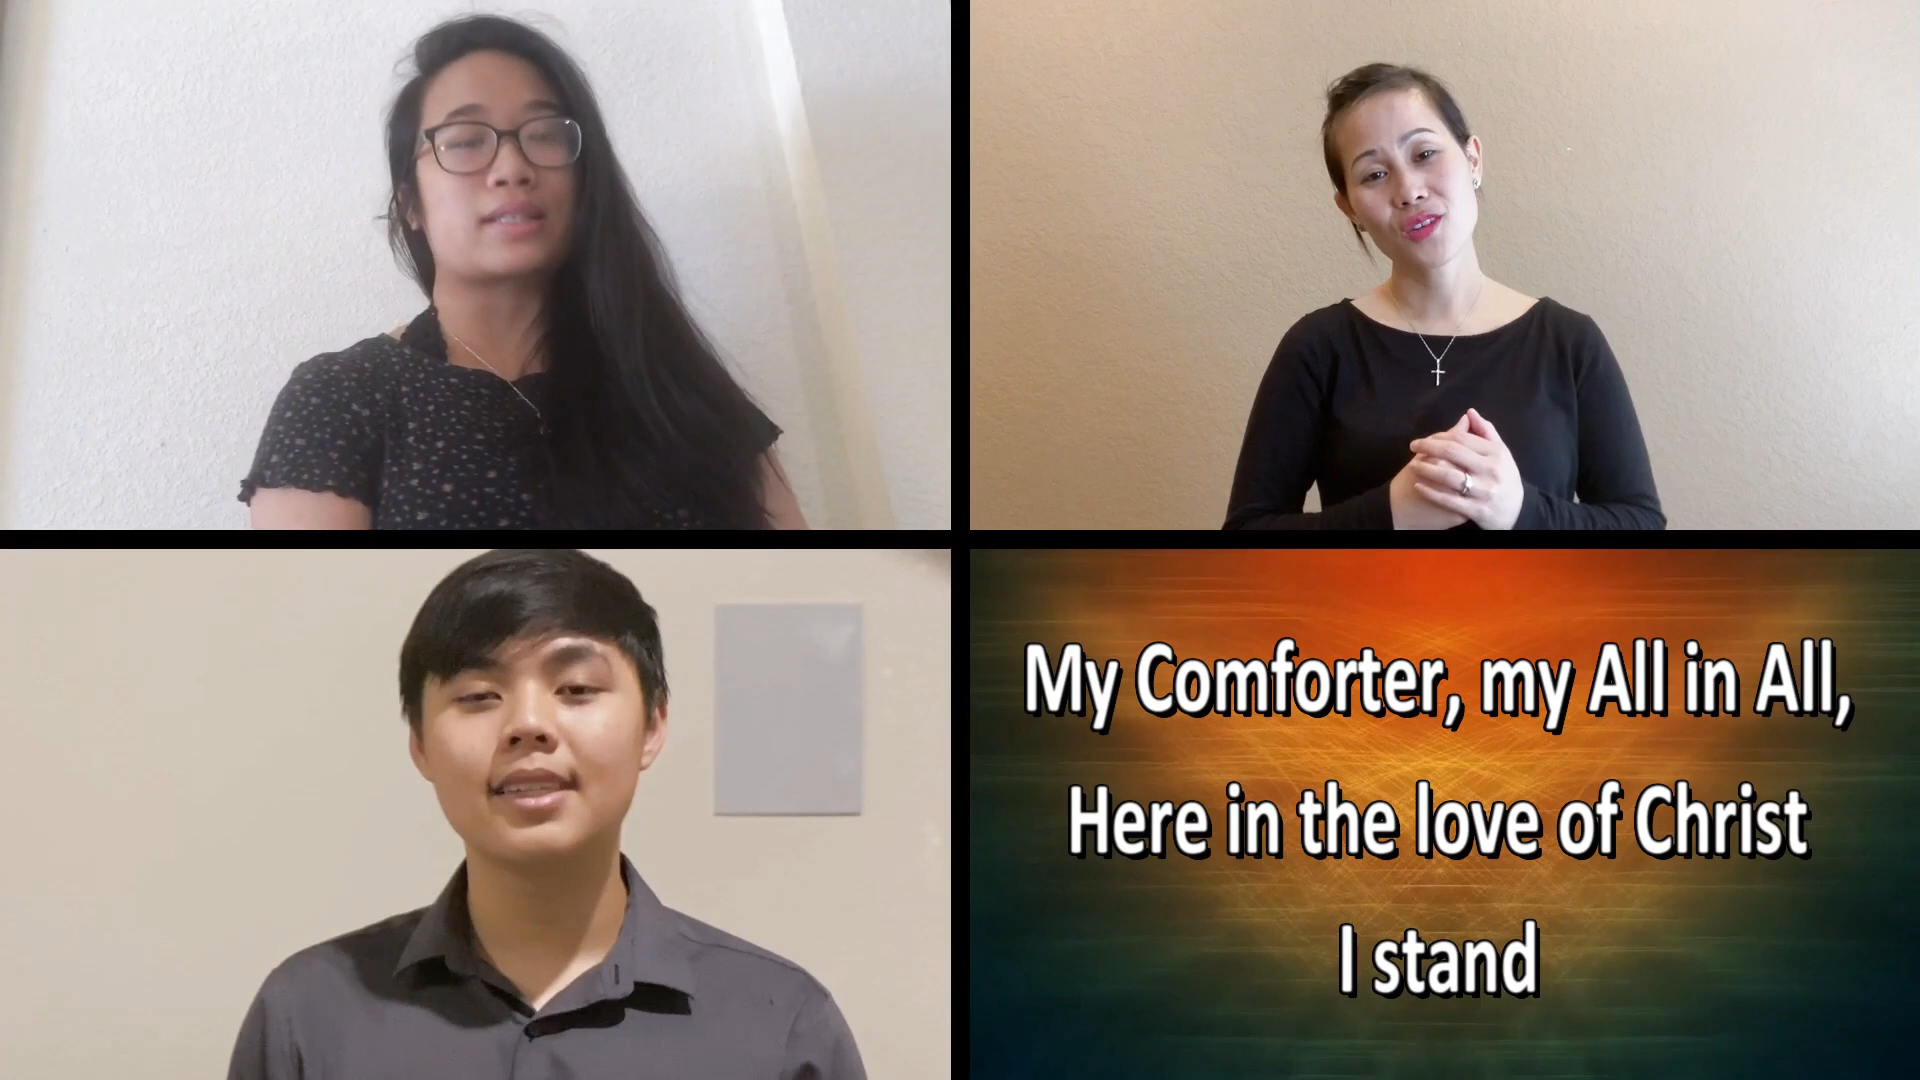 My Comforter, my All in All,
Here in the love of Christ
I stand